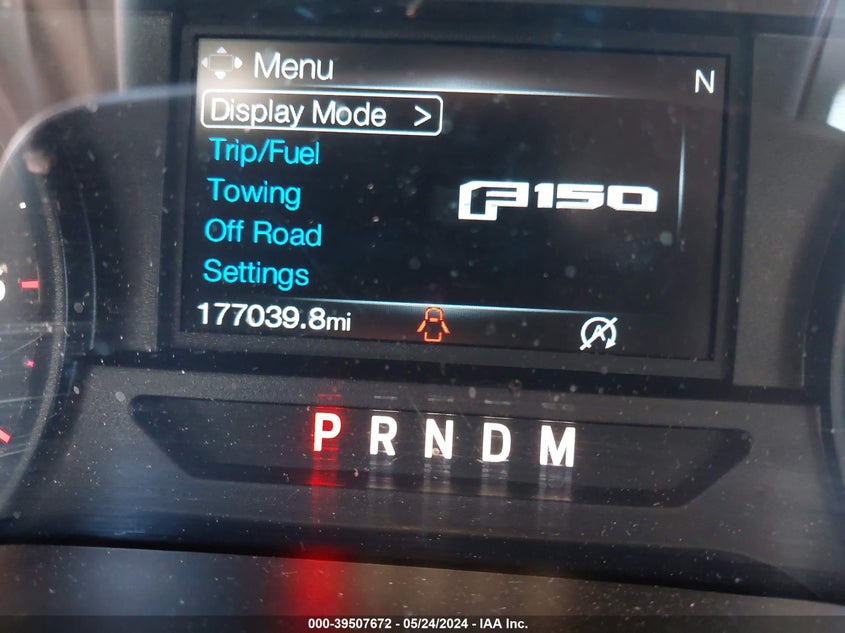 Menu
N
Display Mode >
Trip/Fuel
Towing
F150
Off Road
Settings
177039.8mi
A
P R N D M
000-39507672 - 05/24/2024 - IAA Inc.